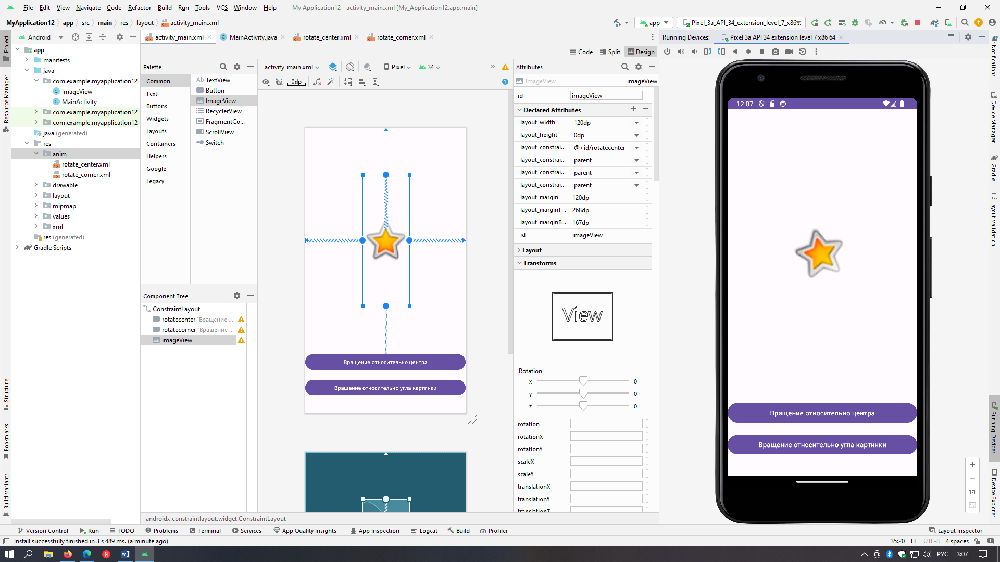 File Edit View Navigate Code Refactor Build Run Tools VCS Window Help My Application12 - activity_main.xml [My_Application12.app.main]
MyApplication12 app src main res layout activity_main.xml
app Pixel_3a_API_34_extension_level_7_x86
Android
activity_main.xml MainActivity.java rotate_center.xml rotate_corner.xml
Running Devices: Pixel 3a API 34 extension level 7 x86 64
Code Split Design
Project
Resource Manager
Structure
Bookmarks
Build Variants
app
manifests
java
com.example.myapplication12
ImageView
MainActivity
com.example.myapplication12
com.example.myapplication12
java (generated)
res
anim
rotate_center.xml
rotate_corner.xml
drawable
layout
mipmap
values
xml
res (generated)
Gradle Scripts
Palette
Common
Text
Buttons
Widgets
Layouts
Containers
Helpers
Google
Legacy
Ab TextView
Button
ImageView
RecyclerView
FragmentCo...
ScrollView
Switch
Component Tree
ConstraintLayout
rotatecenter "Вращение ...
rotatecorner "Вращение ...
imageView
activity_main.xml Pixel 34
0dp
Вращение относительно центра
Вращение относительно угла картинки
androidx.constraintlayout.widget.ConstraintLayout
Attributes
ImageView imageView
id imageView
Declared Attributes
layout_width 120dp
layout_height 0dp
layout_constrai... @+id/rotatecenter
layout_constrai... parent
layout_constrai... parent
layout_constrai... parent
layout_margin 120dp
layout_marginT... 268dp
layout_marginB... 167dp
id imageView
Layout
Transforms
View
Rotation
x 0
y 0
z 0
rotation
rotationX
rotationY
scaleX
scaleY
translationX
translationY
translationZ
12:07
Вращение относительно центра
Вращение относительно угла картинки
1:1
Notifications
Device Manager
Gradle
Layout Validation
Running Devices
Device Explorer
Version Control Run TODO Problems Terminal Services App Quality Insights App Inspection Logcat Build Profiler Layout Inspector
Install successfully finished in 3 s 489 ms. (a minute ago) 35:20 LF UTF-8 4 spaces
РУС 3:07